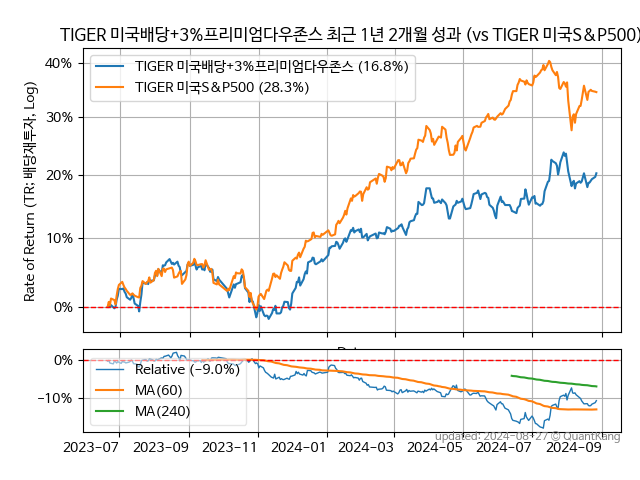 TIGER 미국배당+3%프리미엄다우존스 최근 1년 2개월 성과 (vs TIGER 미국S&P500)
Rate of Return (TR: 배당재투자, Log)
40%
30%
20%
10%
0%
TIGER 미국배당+3%프리미엄다우존스 (16.8%)
TIGER 미국S&P500 (28.3%)
0%
−10%
Relative (−9.0%)
MA(60)
MA(240)
updated: 2024-08-27 © QuantKang
2023-07 2023-09 2023-11 2024-01 2024-03 2024-05 2024-07 2024-09